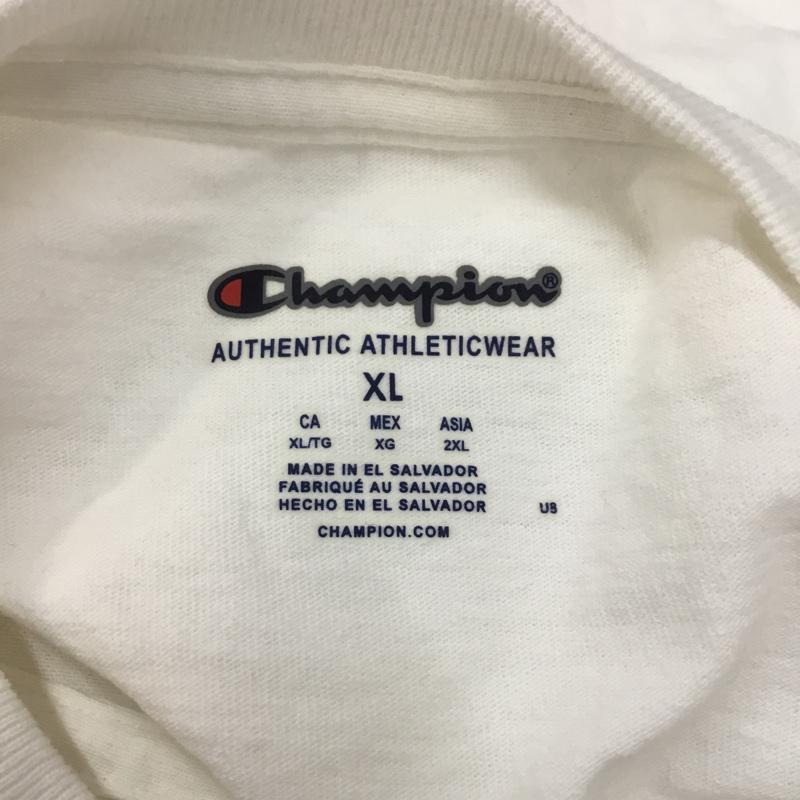 Champion®
AUTHENTIC ATHLETICWEAR
XL
CA MEX ASIA
XL/TG XG 2XL
MADE IN EL SALVADOR
FABRIQUÉ AU SALVADOR
HECHO EN EL SALVADOR US
CHAMPION.COM